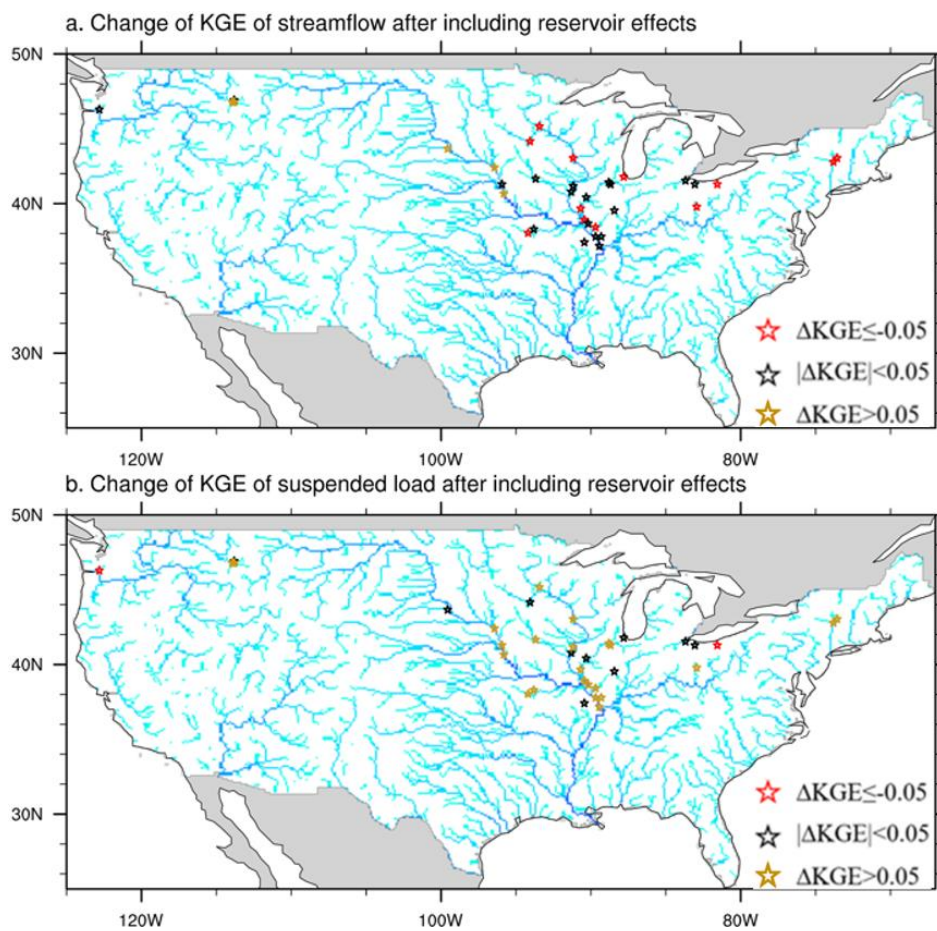 a. Change of KGE of streamflow after including reservoir effects
50N
40N
30N
ΔKGE≤-0.05
|ΔKGE|<0.05
ΔKGE>0.05
120W 100W 80W
b. Change of KGE of suspended load after including reservoir effects
50N
40N
30N
ΔKGE≤-0.05
|ΔKGE|<0.05
ΔKGE>0.05
120W 100W 80W